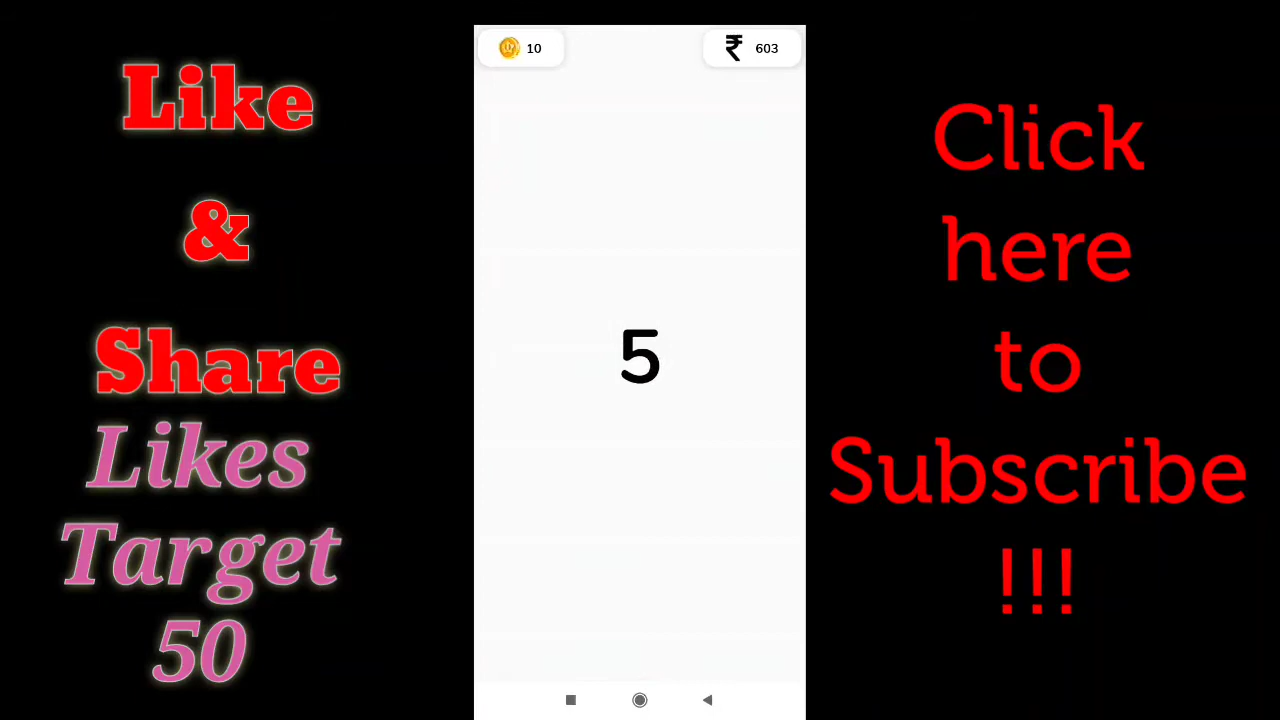 Like
&
Share
Likes
Target
50
10
₹ 603
5
Click
here
to
Subscribe
!!!